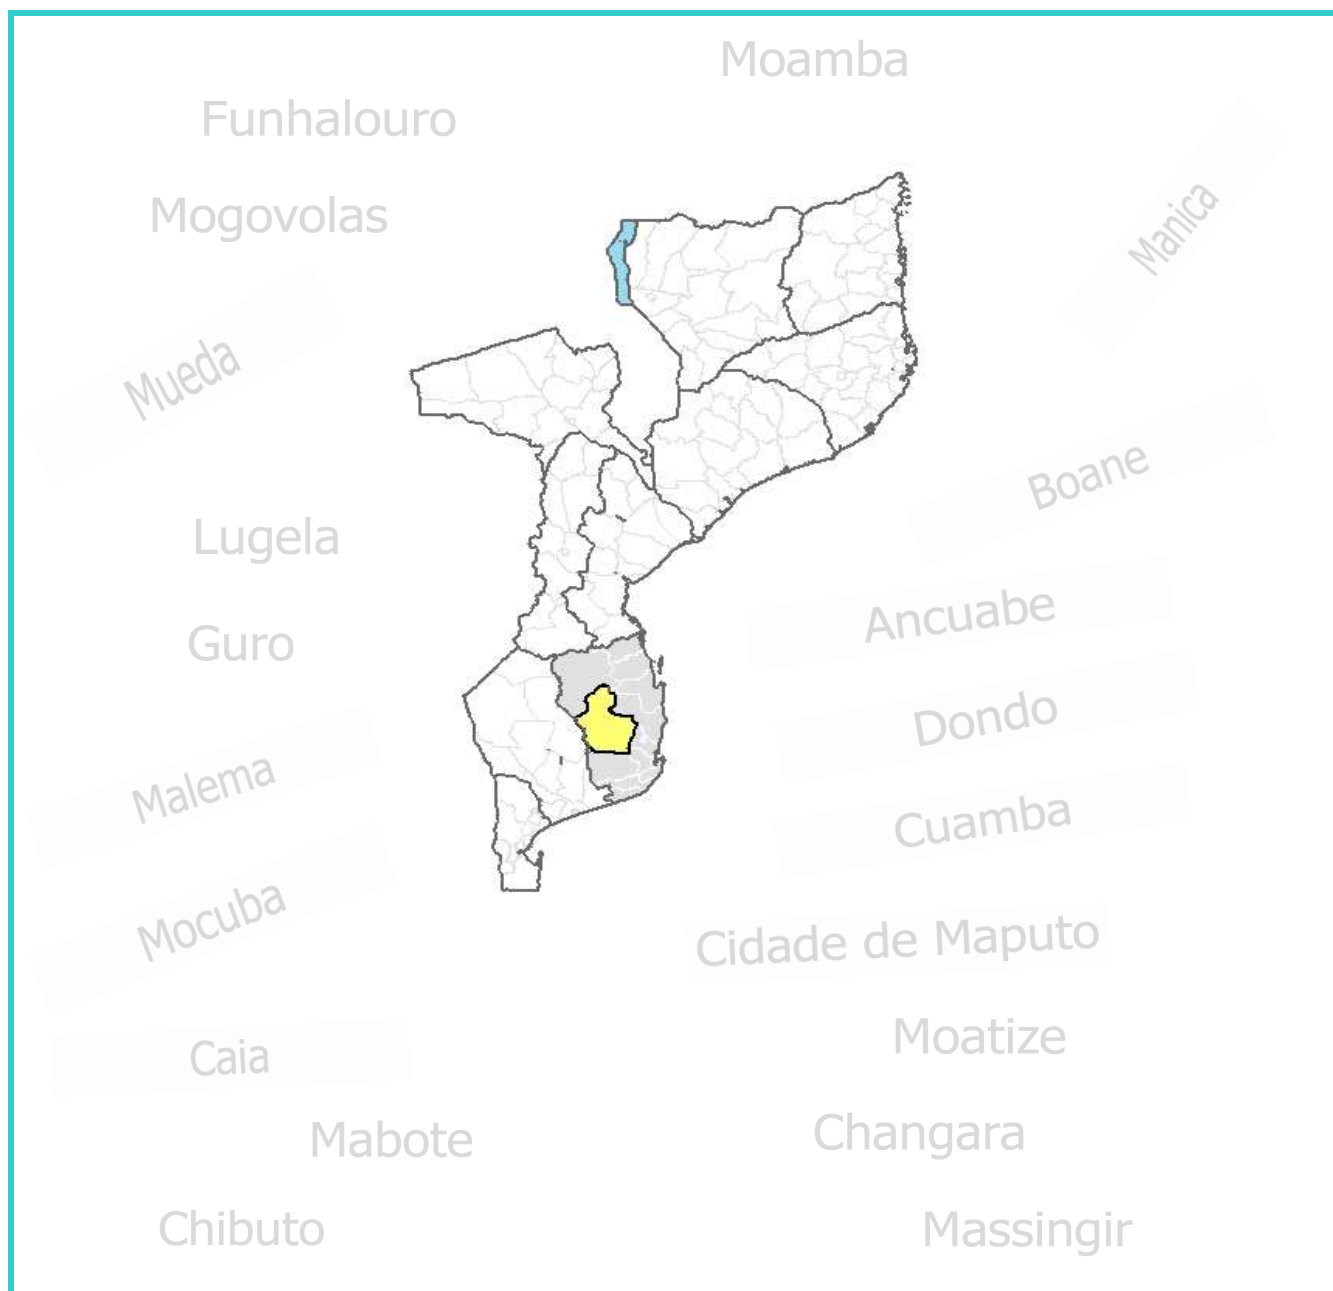 Moamba
Funhalouro
Manica
Mogovolas
Mueda
Boane
Lugela
Ancuabe
Guro
Dondo
Malema
Cuamba
Mocuba
Cidade de Maputo
Moatize
Caia
Changara
Mabote
Chibuto
Massingir